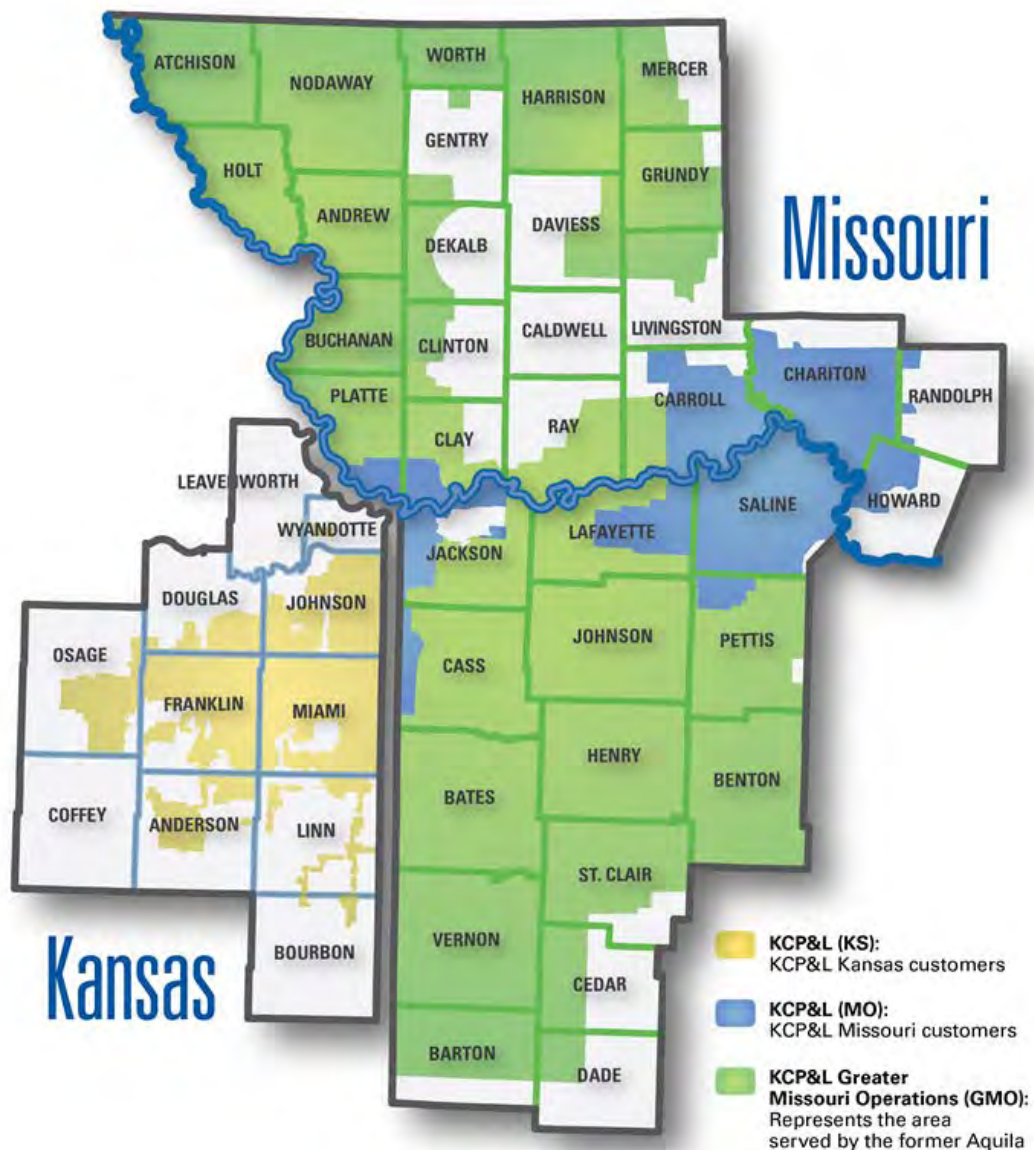 ATCHISON
NODAWAY
WORTH
HARRISON
MERCER
GENTRY
HOLT
ANDREW
GRUNDY
DAVIESS
DEKALB
Missouri
BUCHANAN
CLINTON
CALDWELL
LIVINGSTON
CHARITON
PLATTE
CARROLL
RANDOLPH
CLAY
RAY
LEAVENWORTH
WYANDOTTE
SALINE
HOWARD
LAFAYETTE
JACKSON
DOUGLAS
JOHNSON
JOHNSON
PETTIS
OSAGE
CASS
FRANKLIN
MIAMI
HENRY
BENTON
BATES
COFFEY
ANDERSON
LINN
ST. CLAIR
VERNON
BOURBON
Kansas
CEDAR
BARTON
DADE
KCP&L (KS):
KCP&L Kansas customers
KCP&L (MO):
KCP&L Missouri customers
KCP&L Greater
Missouri Operations (GMO):
Represents the area
served by the former Aquila